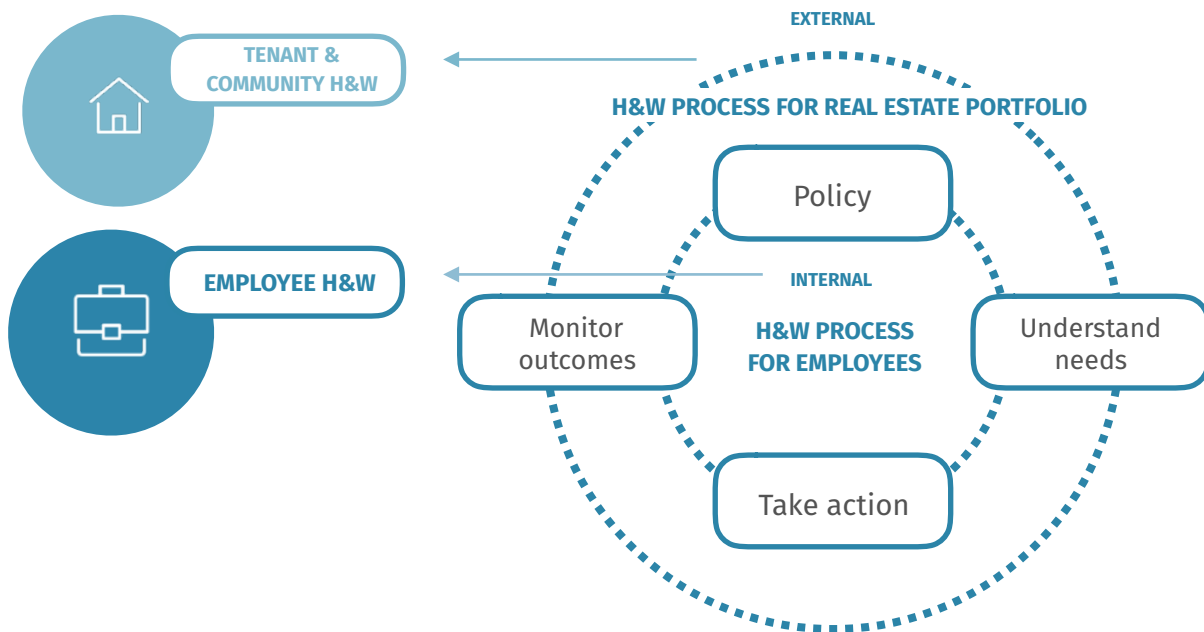 EXTERNAL
TENANT &
COMMUNITY H&W
H&W PROCESS FOR REAL ESTATE PORTFOLIO
Policy
EMPLOYEE H&W
INTERNAL
Monitor
outcomes
H&W PROCESS
FOR EMPLOYEES
Understand
needs
Take action